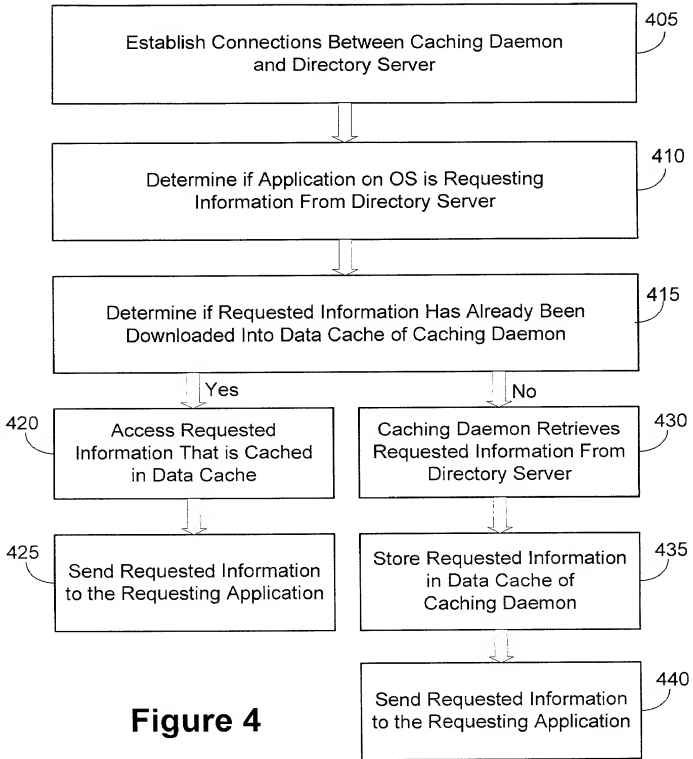 Establish Connections Between Caching Daemon
and Directory Server
405
Determine if Application on OS is Requesting
Information From Directory Server
410
Determine if Requested Information Has Already Been
Downloaded Into Data Cache of Caching Daemon
415
Yes
No
420
Access Requested
Information That is Cached
in Data Cache
Caching Daemon Retrieves
Requested Information From
Directory Server
430
425
Send Requested Information
to the Requesting Application
Store Requested Information
in Data Cache of
Caching Daemon
435
Send Requested Information
to the Requesting Application
440
Figure 4